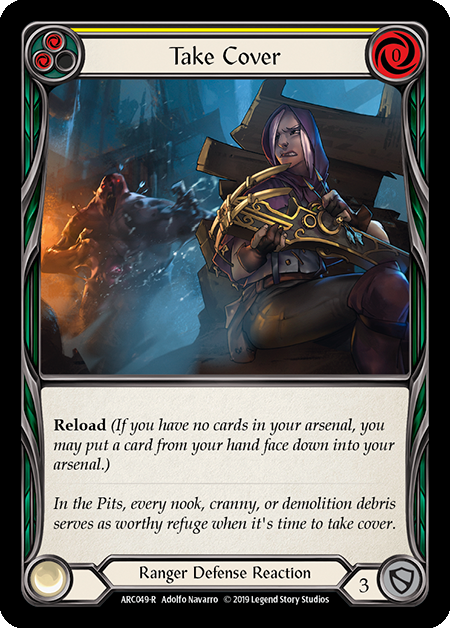 Take Cover
0
Reload (If you have no cards in your arsenal, you
may put a card from your hand face down into your
arsenal.)
In the Pits, every nook, cranny, or demolition debris
serves as worthy refuge when it's time to take cover.
Ranger Defense Reaction
3
ARC049-R Adolfo Navarro © 2019 Legend Story Studios